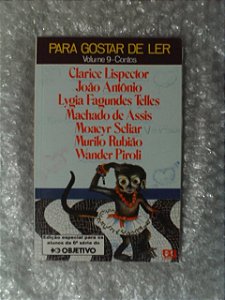 PARA GOSTAR DE LER
Volume 9-Contos
Clarice Lispector
João Antônio
Lygia Fagundes Telles
Machado de Assis
Moacyr Scliar
Murilo Rubião
Wander Piroli
Edição especial para os
alunos da 6ª série do
OBJETIVO